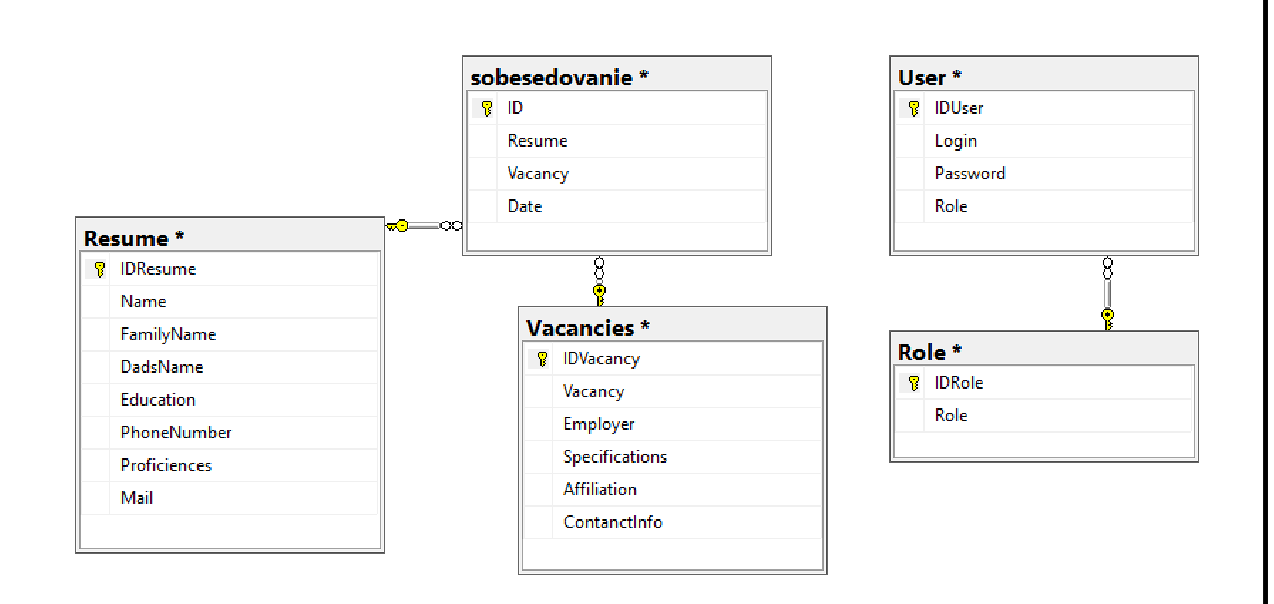 sobesedovanie *
ID
Resume
Vacancy
Date
User *
IDUser
Login
Password
Role
Resume *
IDResume
Name
FamilyName
DadsName
Education
PhoneNumber
Proficiences
Mail
Vacancies *
IDVacancy
Vacancy
Employer
Specifications
Affiliation
ContanctInfo
Role *
IDRole
Role